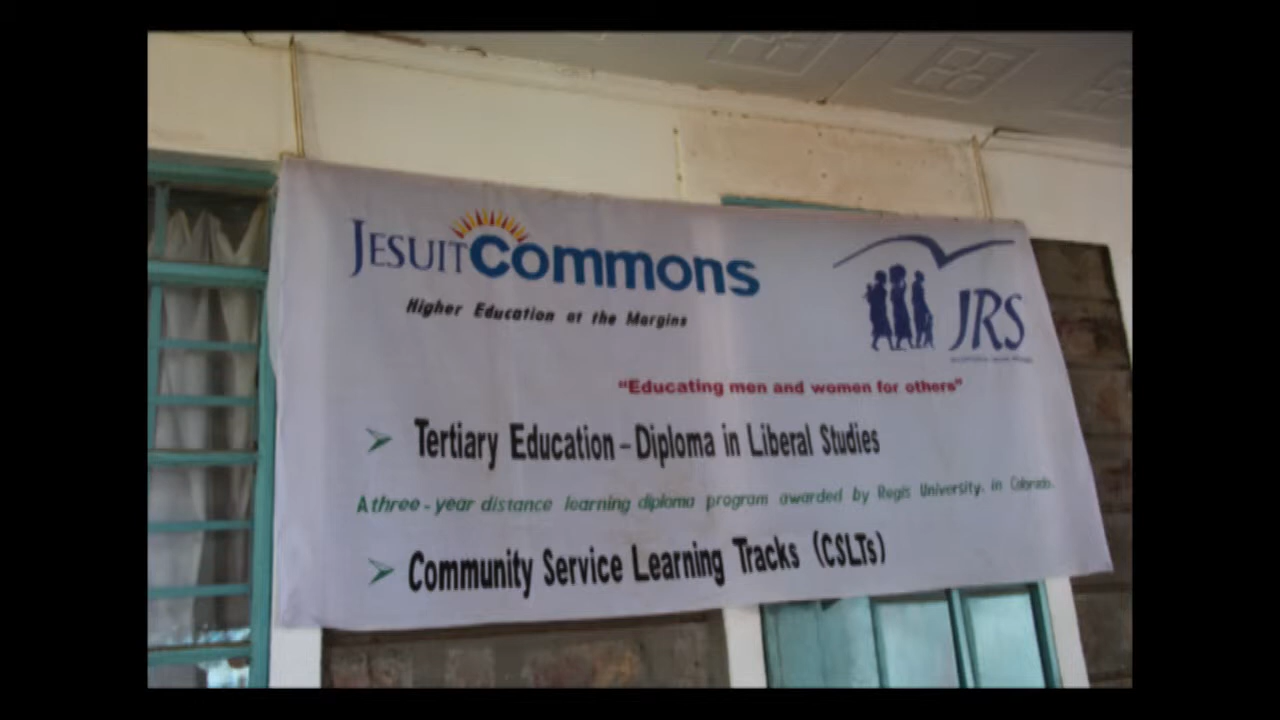 JESUIT COMMONS
Higher Education at the Margins
JRS
"Educating men and women for others"
➢ Tertiary Education – Diploma in Liberal Studies
A three - year distance learning diploma program awarded by Regis University, in Colorado.
➢ Community Service Learning Tracks (CSLTs)